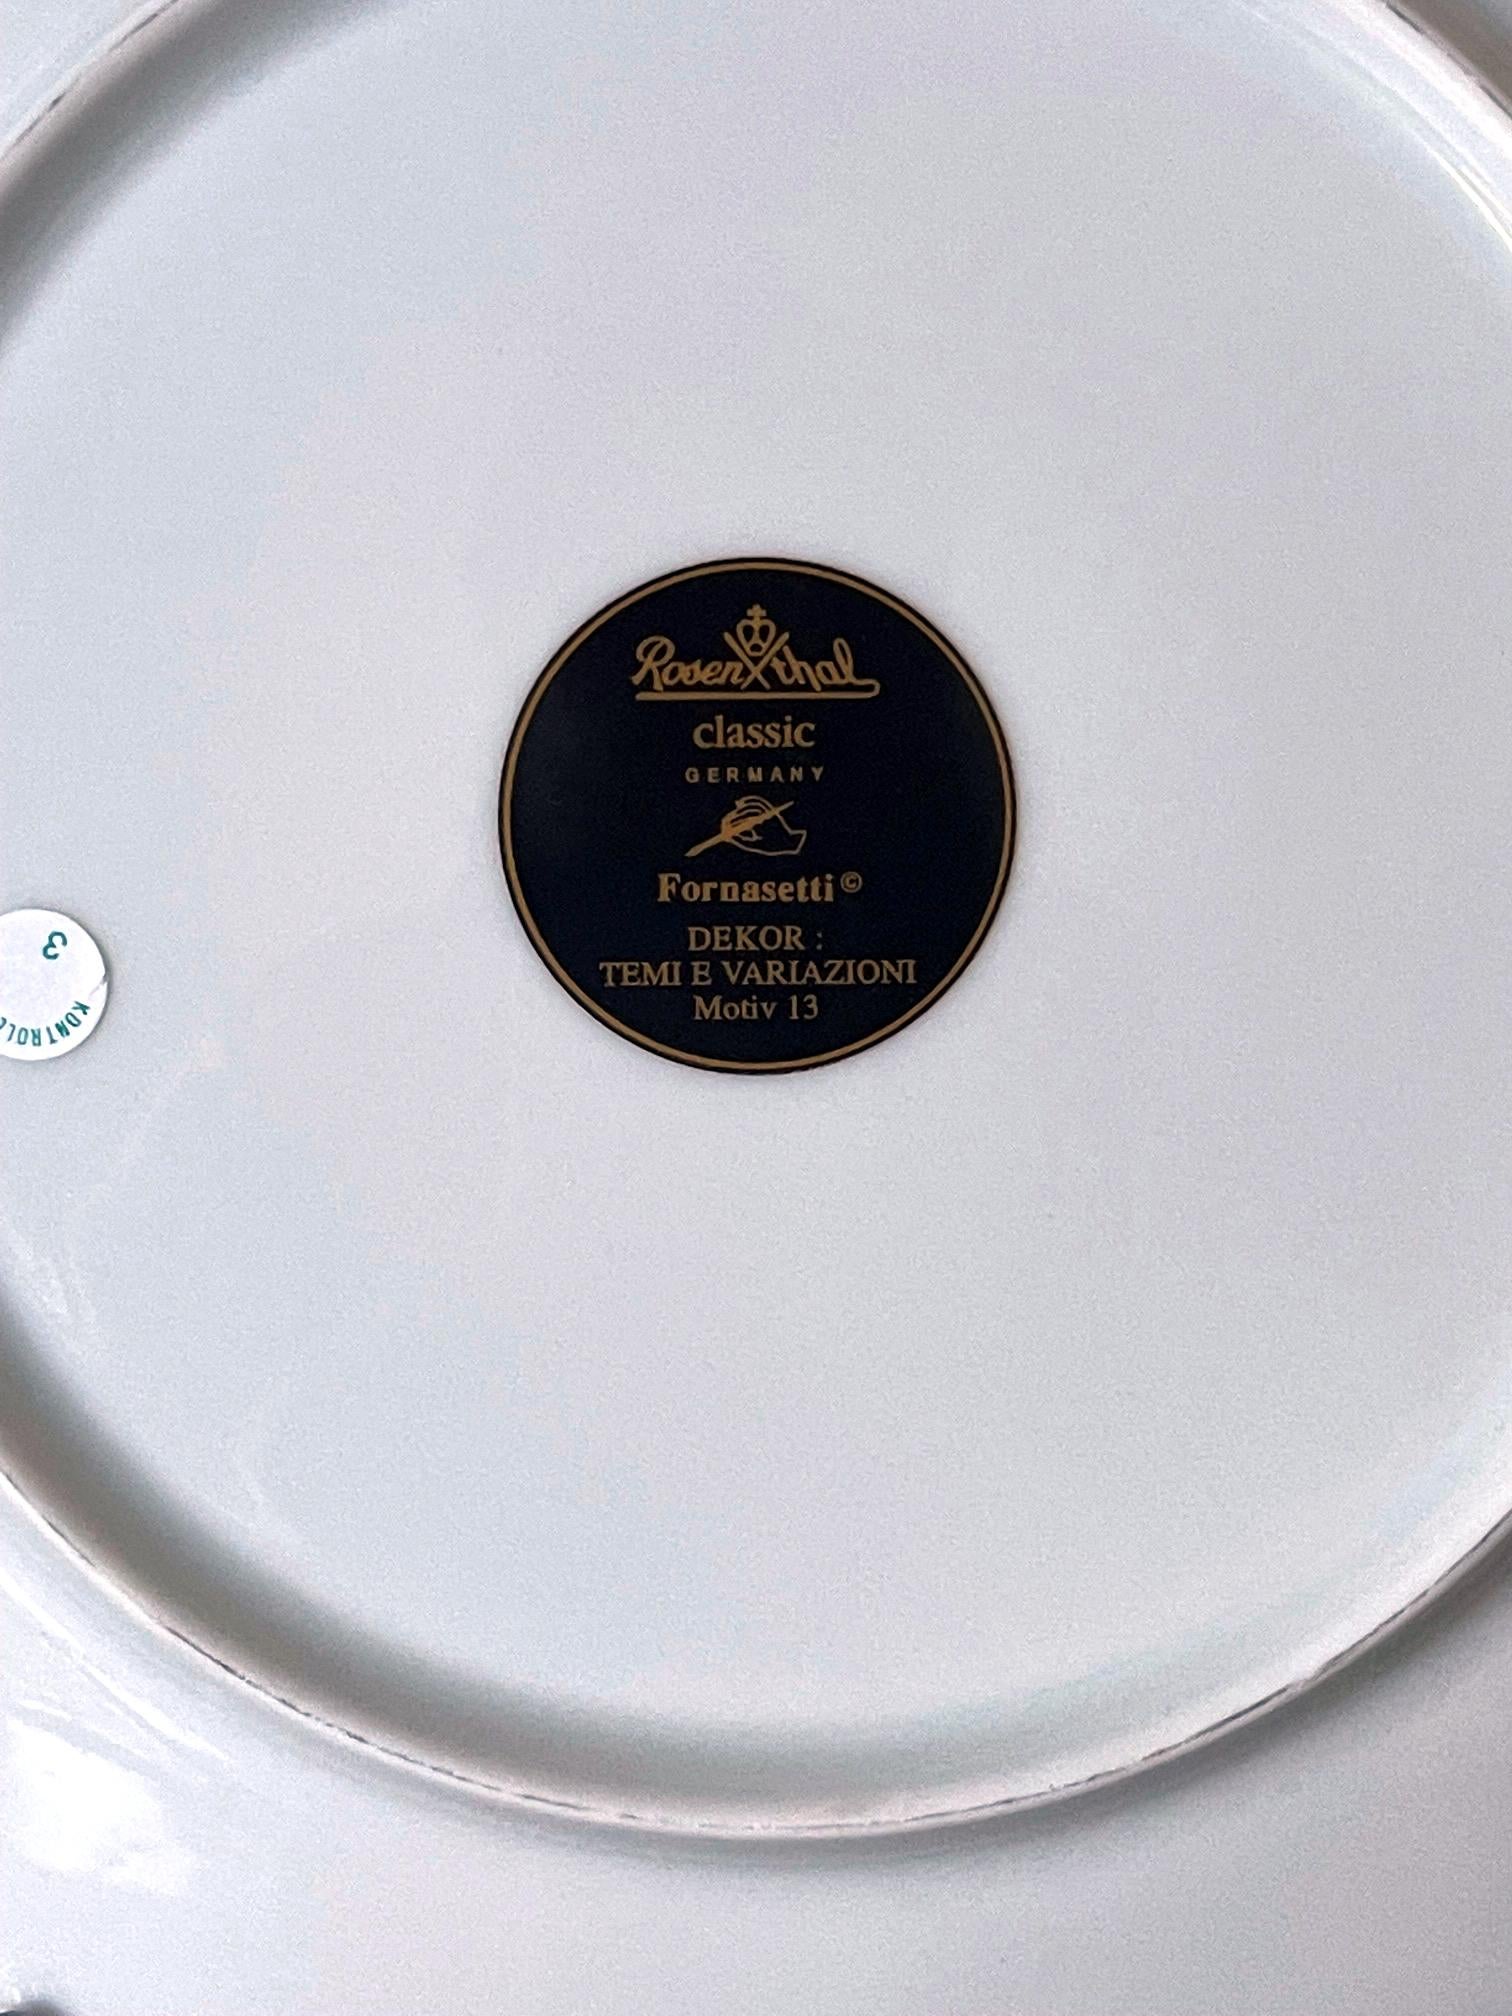 Rosenthal
classic
GERMANY
Fornasetti©
DEKOR :
TEMI E VARIAZIONI
Motiv 13
3